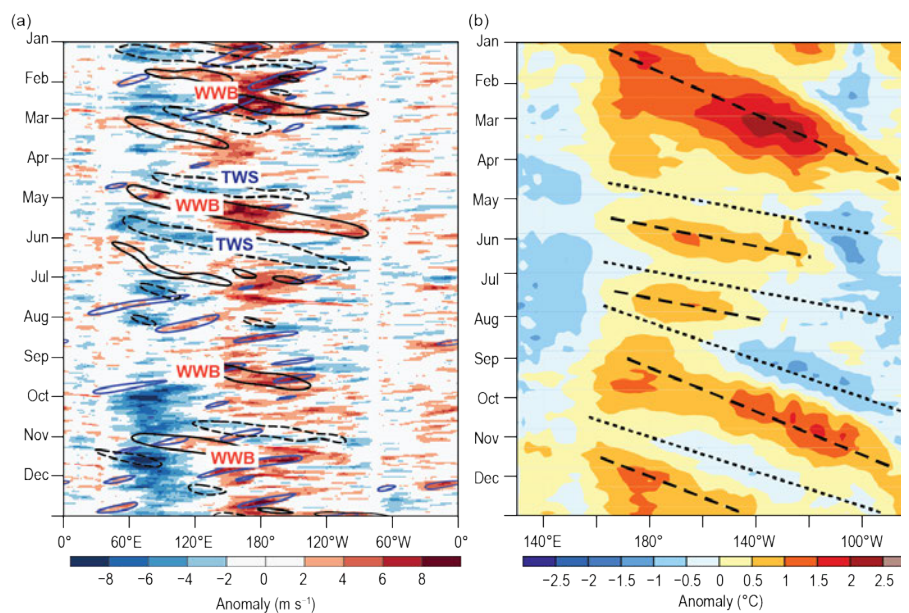 (a)
Jan
Feb
Mar
Apr
May
Jun
Jul
Aug
Sep
Oct
Nov
Dec
WWB
TWS
WWB
TWS
WWB
WWB
0° 60°E 120°E 180° 120°W 60°W 0°
−8 −6 −4 −2 0 2 4 6 8
Anomaly (m s⁻¹)
(b)
Jan
Feb
Mar
Apr
May
Jun
Jul
Aug
Sep
Oct
Nov
Dec
140°E 180° 140°W 100°W
−2.5 −2 −1.5 −1 −0.5 0 0.5 1 1.5 2 2.5
Anomaly (°C)